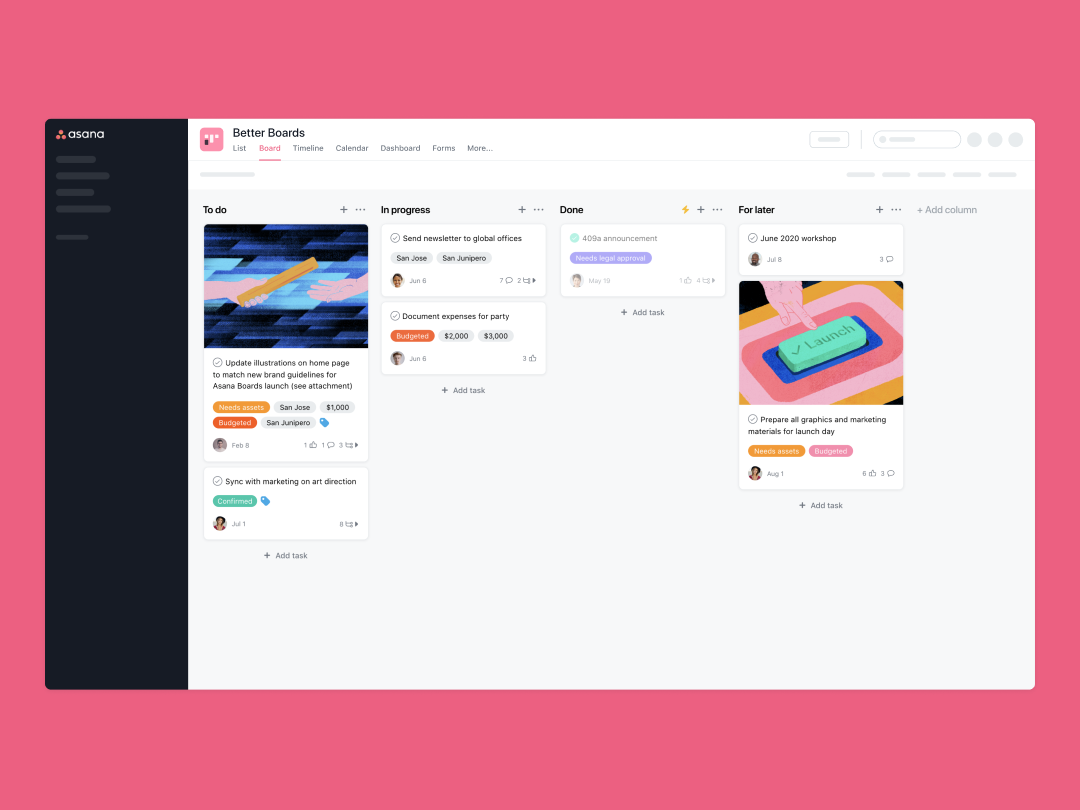 asana
Better Boards
List Board Timeline Calendar Dashboard Forms More...
To do
Update illustrations on home page
to match new brand guidelines for
Asana Boards launch (see attachment)
Needs assets San Jose $1,000
Budgeted San Junipero
Feb 8 1 1 3
Sync with marketing on art direction
Confirmed
Jul 1 8
+ Add task
In progress
Send newsletter to global offices
San Jose San Junipero
Jun 6 7 2
Document expenses for party
Budgeted $2,000 $3,000
Jun 6 3
+ Add task
Done
409a announcement
Needs legal approval
May 19 1 4
+ Add task
For later
June 2020 workshop
Jul 8 3
✓ Launch
Prepare all graphics and marketing
materials for launch day
Needs assets Budgeted
Aug 1 6 3
+ Add task
+ Add column